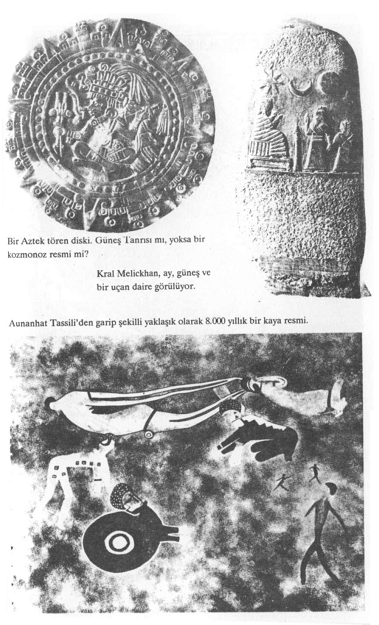 Bir Aztek tören diski. Güneş Tanrısı mı, yoksa bir
kozmonoz resmi mi?
Kral Melickhan, ay, güneş ve
bir uçan daire görülüyor.
Aunanhat Tassili'den garip şekilli yaklaşık olarak 8.000 yıllık bir kaya resmi.